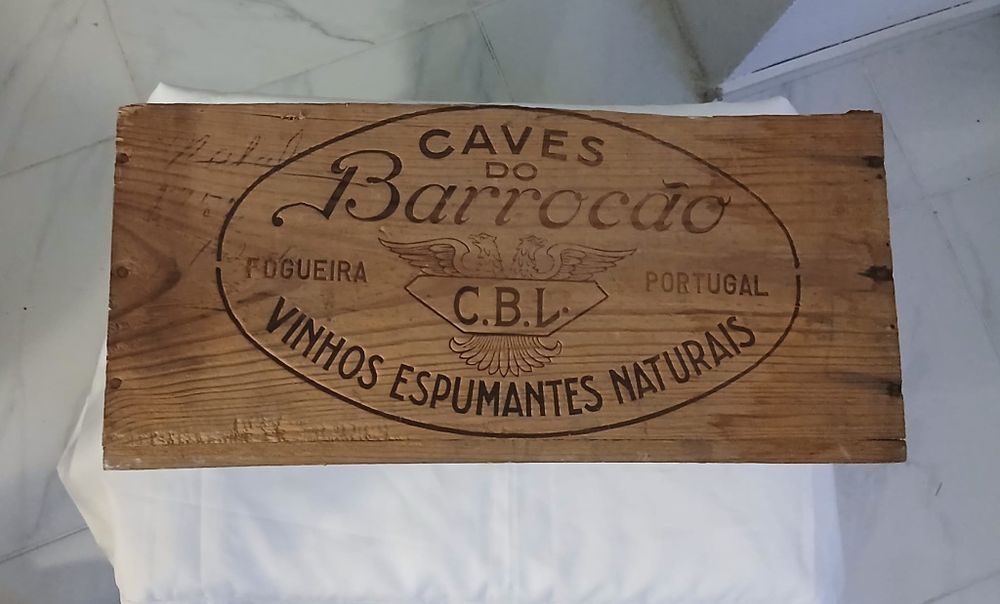 CAVES
DO
Barrocão
FOGUEIRA
PORTUGAL
C.B.L.
VINHOS ESPUMANTES NATURAIS